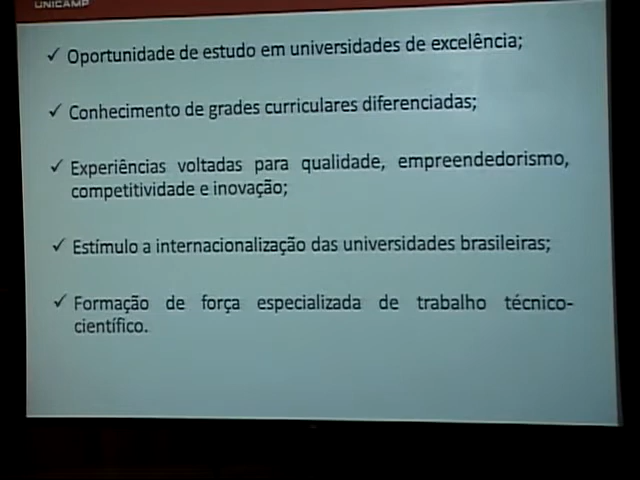 UNICAMP
✓ Oportunidade de estudo em universidades de excelência;
✓ Conhecimento de grades curriculares diferenciadas;
✓ Experiências voltadas para qualidade, empreendedorismo,
competitividade e inovação;
✓ Estímulo a internacionalização das universidades brasileiras;
✓ Formação de força especializada de trabalho técnico-
científico.